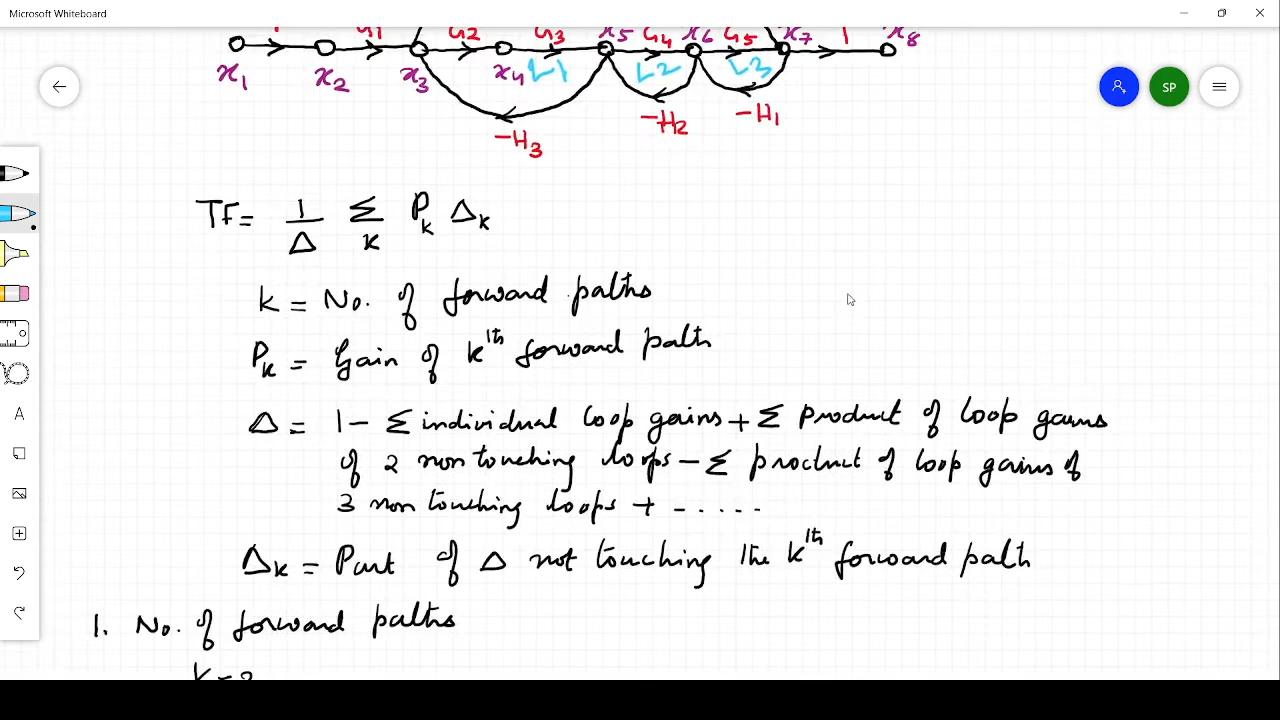 Microsoft Whiteboard
G1 G2 G3 x5 G4 x6 G5 x7 1 x8
x1 x2 x3 x4 L1 L2 L3
-H3 -H2 -H1
SP
TF = 1/Δ Σ_k P_k Δ_k
k = No. of forward paths
P_k = Gain of k^th forward path
Δ = 1 - Σ individual loop gains + Σ product of loop gains
of 2 non touching loops - Σ product of loop gains of
3 non touching loops + - .....
Δ_k = Part of Δ not touching the k^th forward path
A
1. No. of forward paths